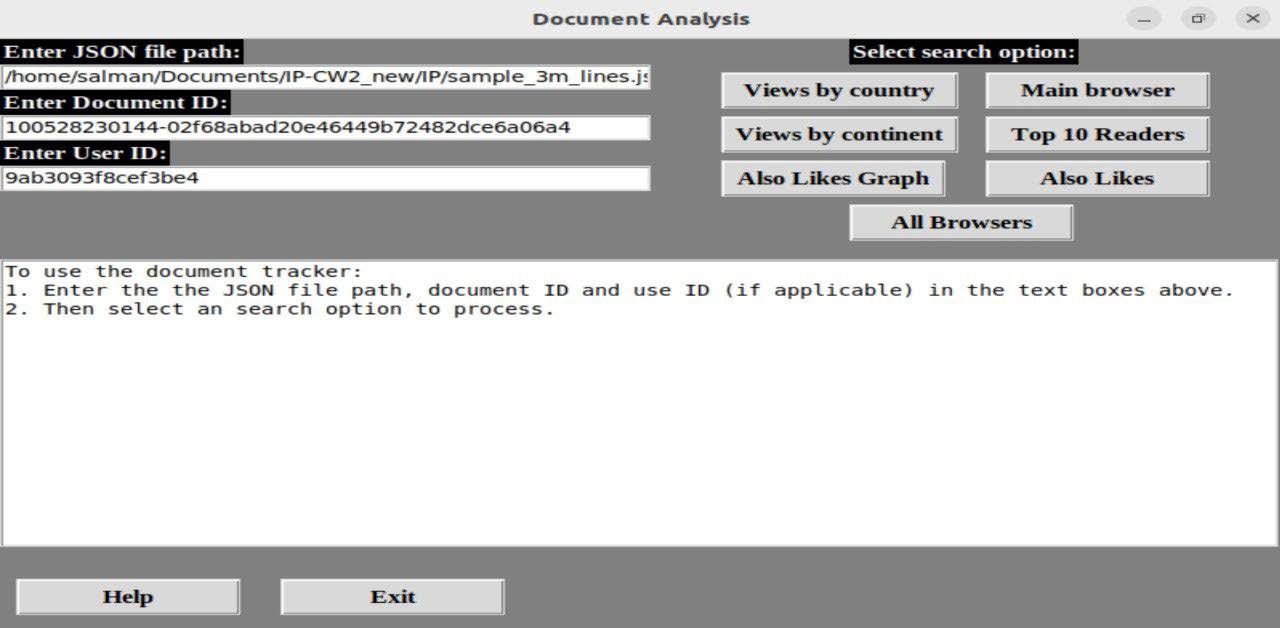 Document Analysis
Enter JSON file path:
/home/salman/Documents/IP-CW2_new/IP/sample_3m_lines.js
Enter Document ID:
100528230144-02f68abad20e46449b72482dce6a06a4
Enter User ID:
9ab3093f8cef3be4
Select search option:
Views by country
Main browser
Views by continent
Top 10 Readers
Also Likes Graph
Also Likes
All Browsers
To use the document tracker:
1. Enter the the JSON file path, document ID and use ID (if applicable) in the text boxes above.
2. Then select an search option to process.
Help
Exit